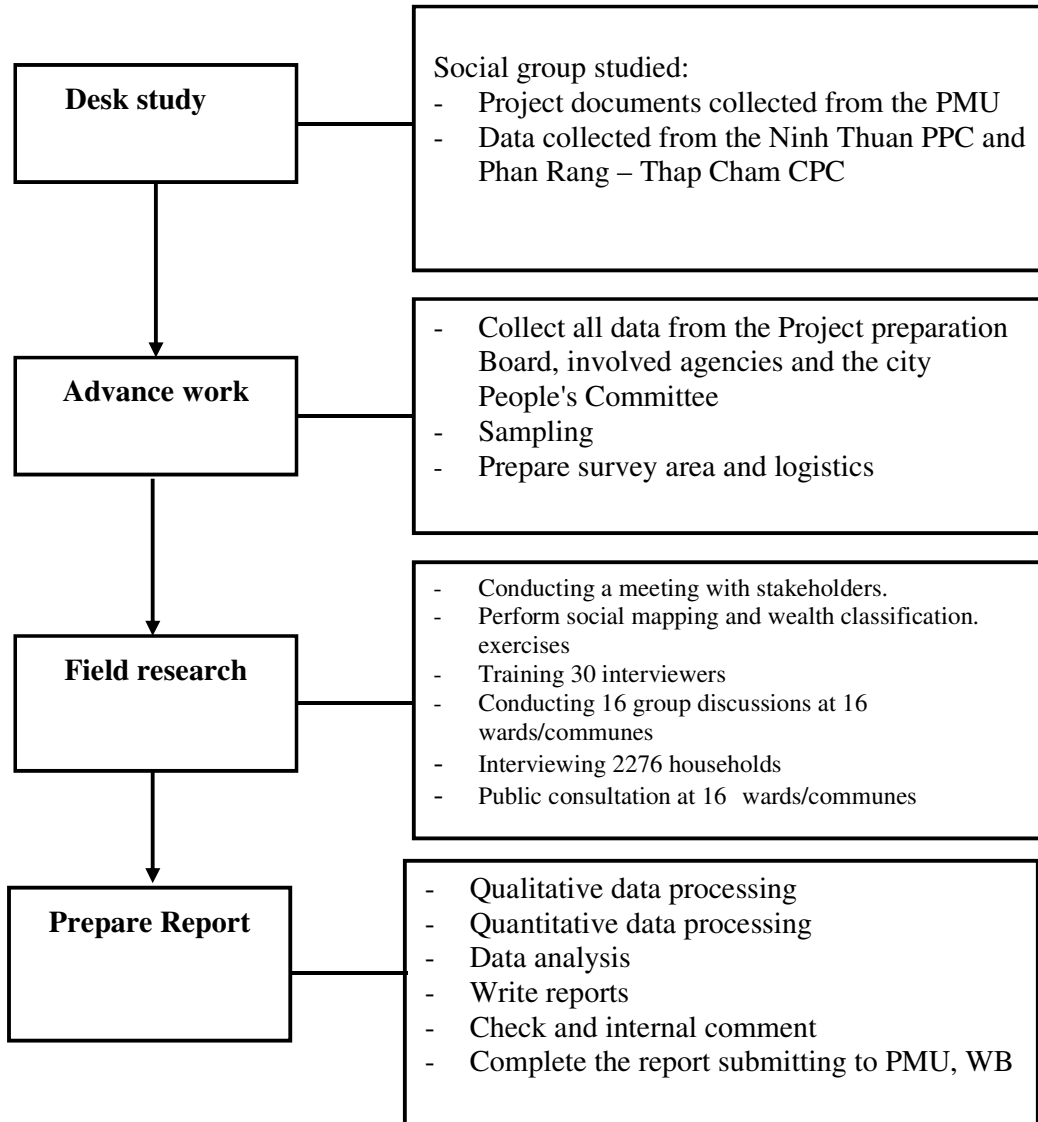 Desk study
Social group studied:
- Project documents collected from the PMU
- Data collected from the Ninh Thuan PPC and
Phan Rang – Thap Cham CPC
Advance work
- Collect all data from the Project preparation
Board, involved agencies and the city
People's Committee
- Sampling
- Prepare survey area and logistics
Field research
- Conducting a meeting with stakeholders.
- Perform social mapping and wealth classification.
exercises
- Training 30 interviewers
- Conducting 16 group discussions at 16
wards/communes
- Interviewing 2276 households
- Public consultation at 16 wards/communes
Prepare Report
- Qualitative data processing
- Quantitative data processing
- Data analysis
- Write reports
- Check and internal comment
- Complete the report submitting to PMU, WB